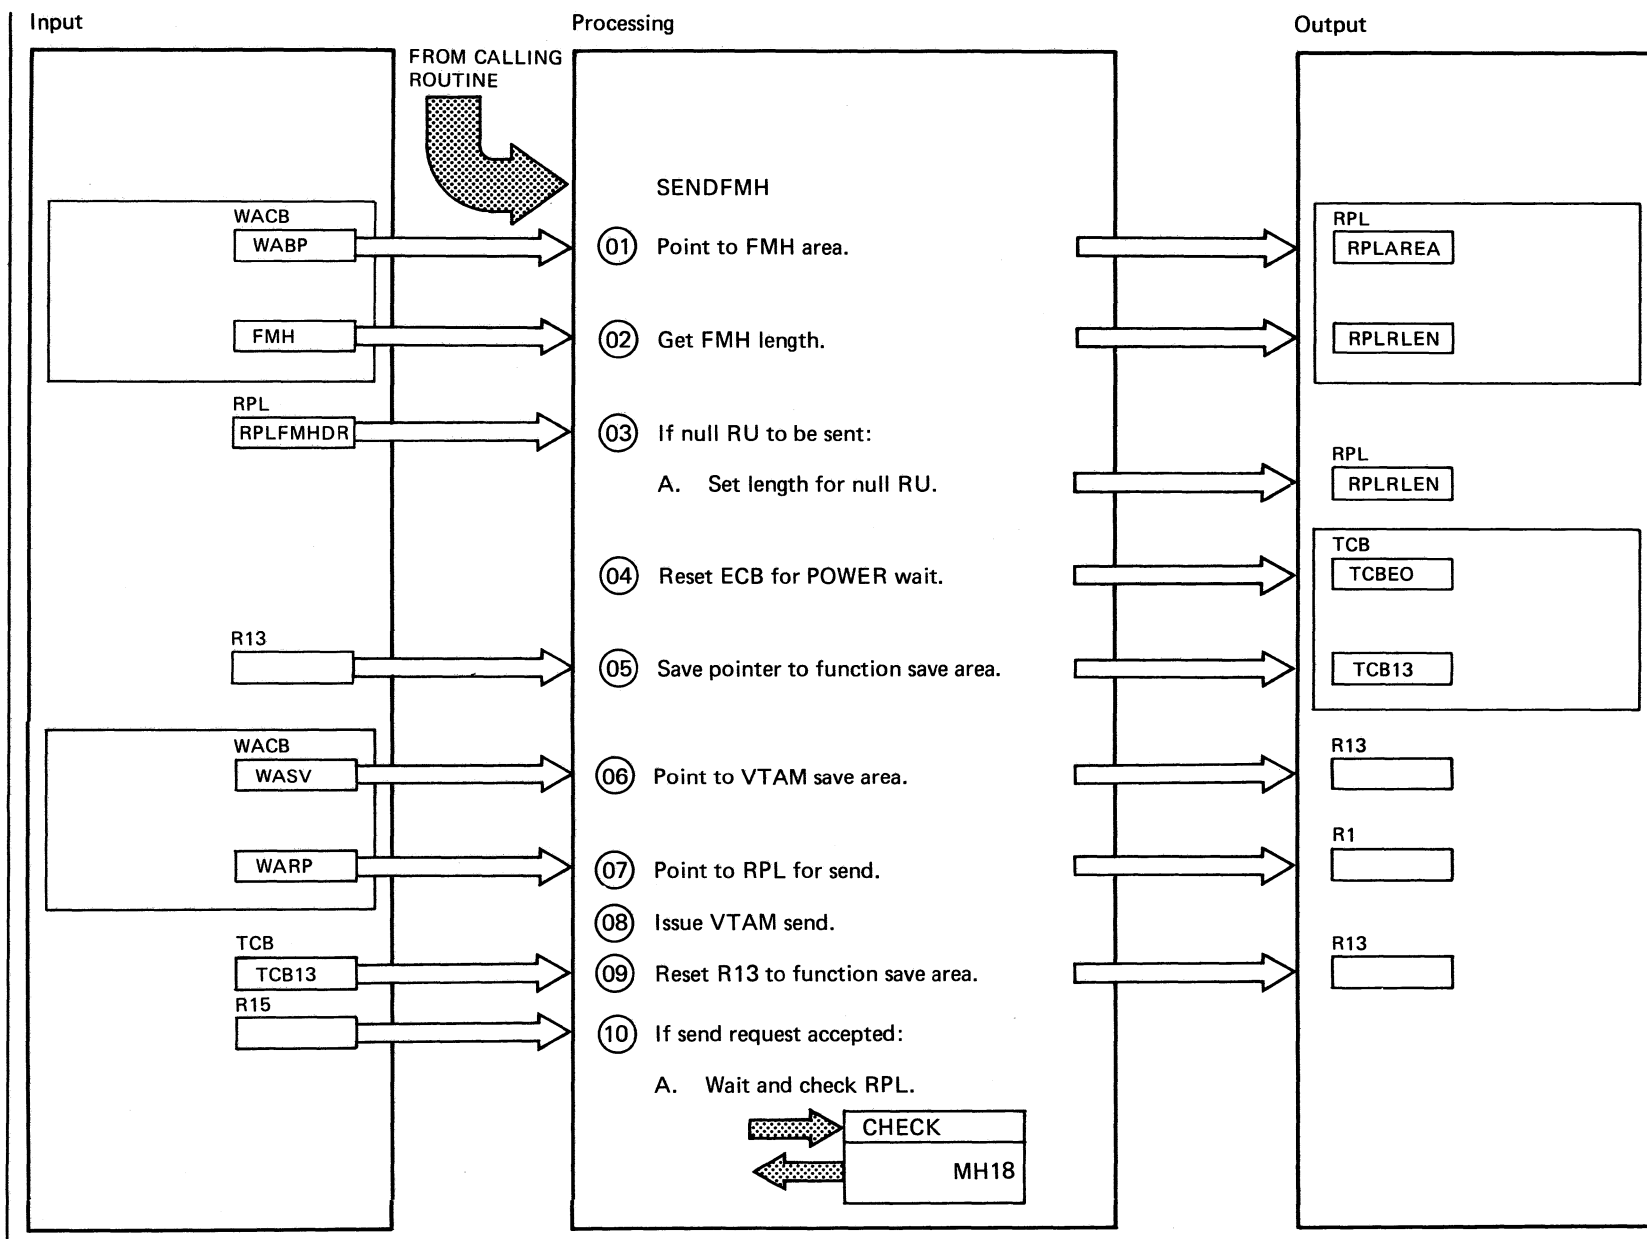 Input
Processing
Output
FROM CALLING
ROUTINE
SENDFMH
WACB
WABP
01 Point to FMH area.
RPL
RPLAREA
FMH
02 Get FMH length.
RPLRLEN
RPL
RPLFMHDR
03 If null RU to be sent:
A. Set length for null RU.
RPL
RPLRLEN
04 Reset ECB for POWER wait.
TCB
TCBEO
R13
05 Save pointer to function save area.
TCB13
WACB
WASV
06 Point to VTAM save area.
R13
WARP
07 Point to RPL for send.
R1
08 Issue VTAM send.
TCB
TCB13
09 Reset R13 to function save area.
R13
R15
10 If send request accepted:
A. Wait and check RPL.
CHECK
MH18